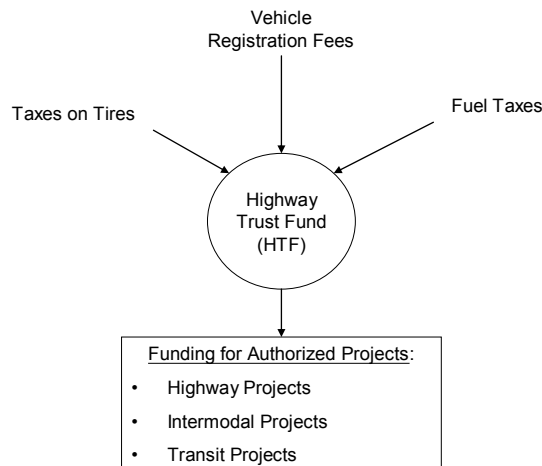 Vehicle
Registration Fees
Taxes on Tires
Fuel Taxes
Highway
Trust Fund
(HTF)
Funding for Authorized Projects:
• Highway Projects
• Intermodal Projects
• Transit Projects